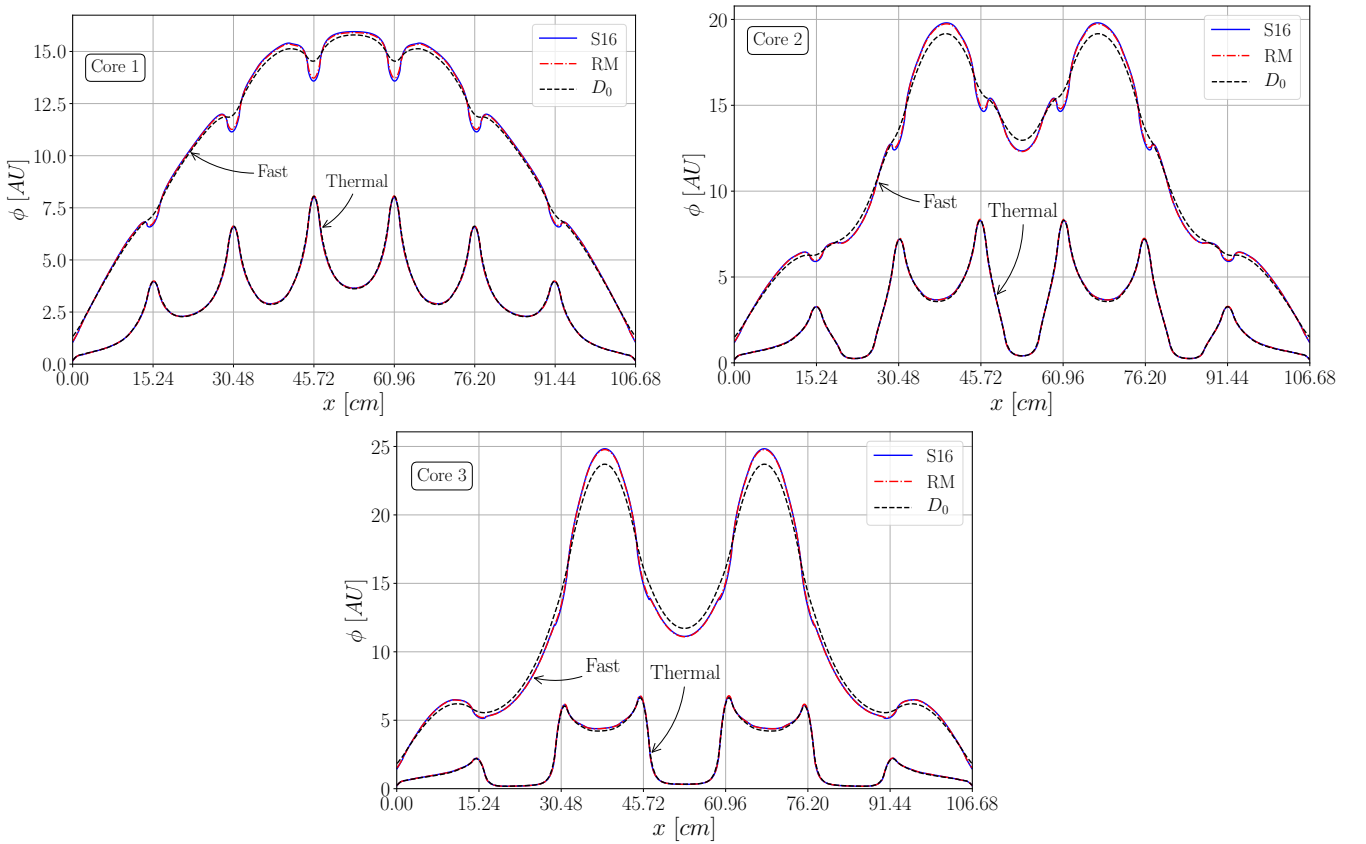 Core 1
S16
RM
D₀
Fast
Thermal
15.0
12.5
10.0
7.5
5.0
2.5
0.0
ϕ [AU]
0.00 15.24 30.48 45.72 60.96 76.20 91.44 106.68
x [cm]
Core 2
S16
RM
D₀
Fast
Thermal
20
15
10
5
0
ϕ [AU]
0.00 15.24 30.48 45.72 60.96 76.20 91.44 106.68
x [cm]
Core 3
S16
RM
D₀
Fast
Thermal
25
20
15
10
5
0
ϕ [AU]
0.00 15.24 30.48 45.72 60.96 76.20 91.44 106.68
x [cm]